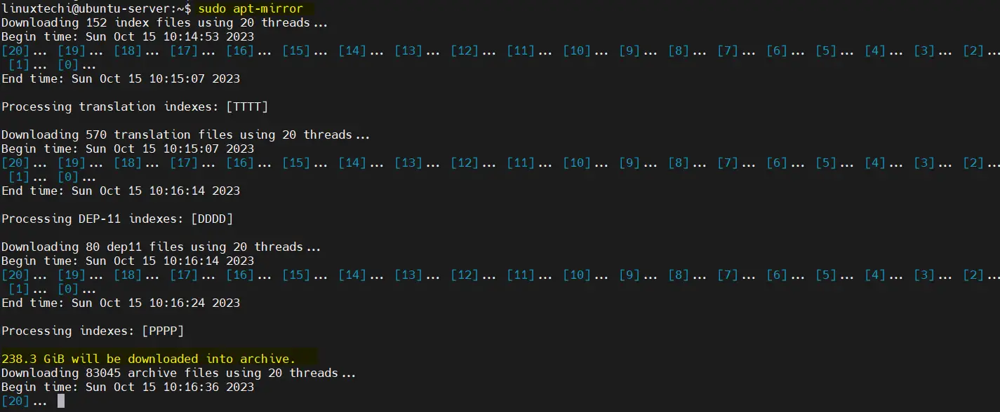 linuxtechi@ubuntu-server:~$ sudo apt-mirror
Downloading 152 index files using 20 threads...
Begin time: Sun Oct 15 10:14:53 2023
[20]... [19]... [18]... [17]... [16]... [15]... [14]... [13]... [12]... [11]... [10]... [9]... [8]... [7]... [6]... [5]... [4]... [3]... [2]...
[1]... [0]...
End time: Sun Oct 15 10:15:07 2023
Processing translation indexes: [TTTT]
Downloading 570 translation files using 20 threads...
Begin time: Sun Oct 15 10:15:07 2023
[20]... [19]... [18]... [17]... [16]... [15]... [14]... [13]... [12]... [11]... [10]... [9]... [8]... [7]... [6]... [5]... [4]... [3]... [2]...
[1]... [0]...
End time: Sun Oct 15 10:16:14 2023
Processing DEP-11 indexes: [DDDD]
Downloading 80 dep11 files using 20 threads...
Begin time: Sun Oct 15 10:16:14 2023
[20]... [19]... [18]... [17]... [16]... [15]... [14]... [13]... [12]... [11]... [10]... [9]... [8]... [7]... [6]... [5]... [4]... [3]... [2]...
[1]... [0]...
End time: Sun Oct 15 10:16:24 2023
Processing indexes: [PPPP]
238.3 GiB will be downloaded into archive.
Downloading 83045 archive files using 20 threads...
Begin time: Sun Oct 15 10:16:36 2023
[20]...